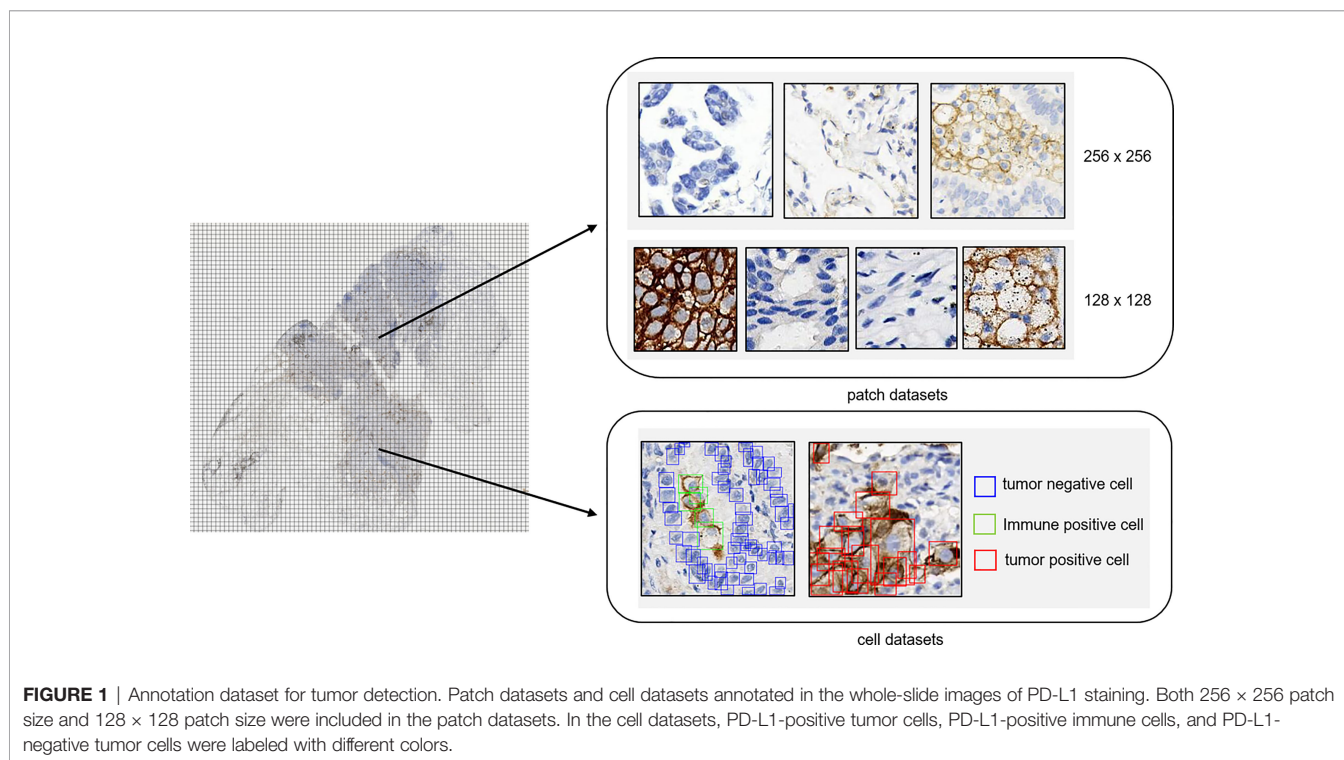 256 x 256
128 x 128
patch datasets
tumor negative cell
Immune positive cell
tumor positive cell
cell datasets
FIGURE 1 | Annotation dataset for tumor detection. Patch datasets and cell datasets annotated in the whole-slide images of PD-L1 staining. Both 256 × 256 patch
size and 128 × 128 patch size were included in the patch datasets. In the cell datasets, PD-L1-positive tumor cells, PD-L1-positive immune cells, and PD-L1-
negative tumor cells were labeled with different colors.